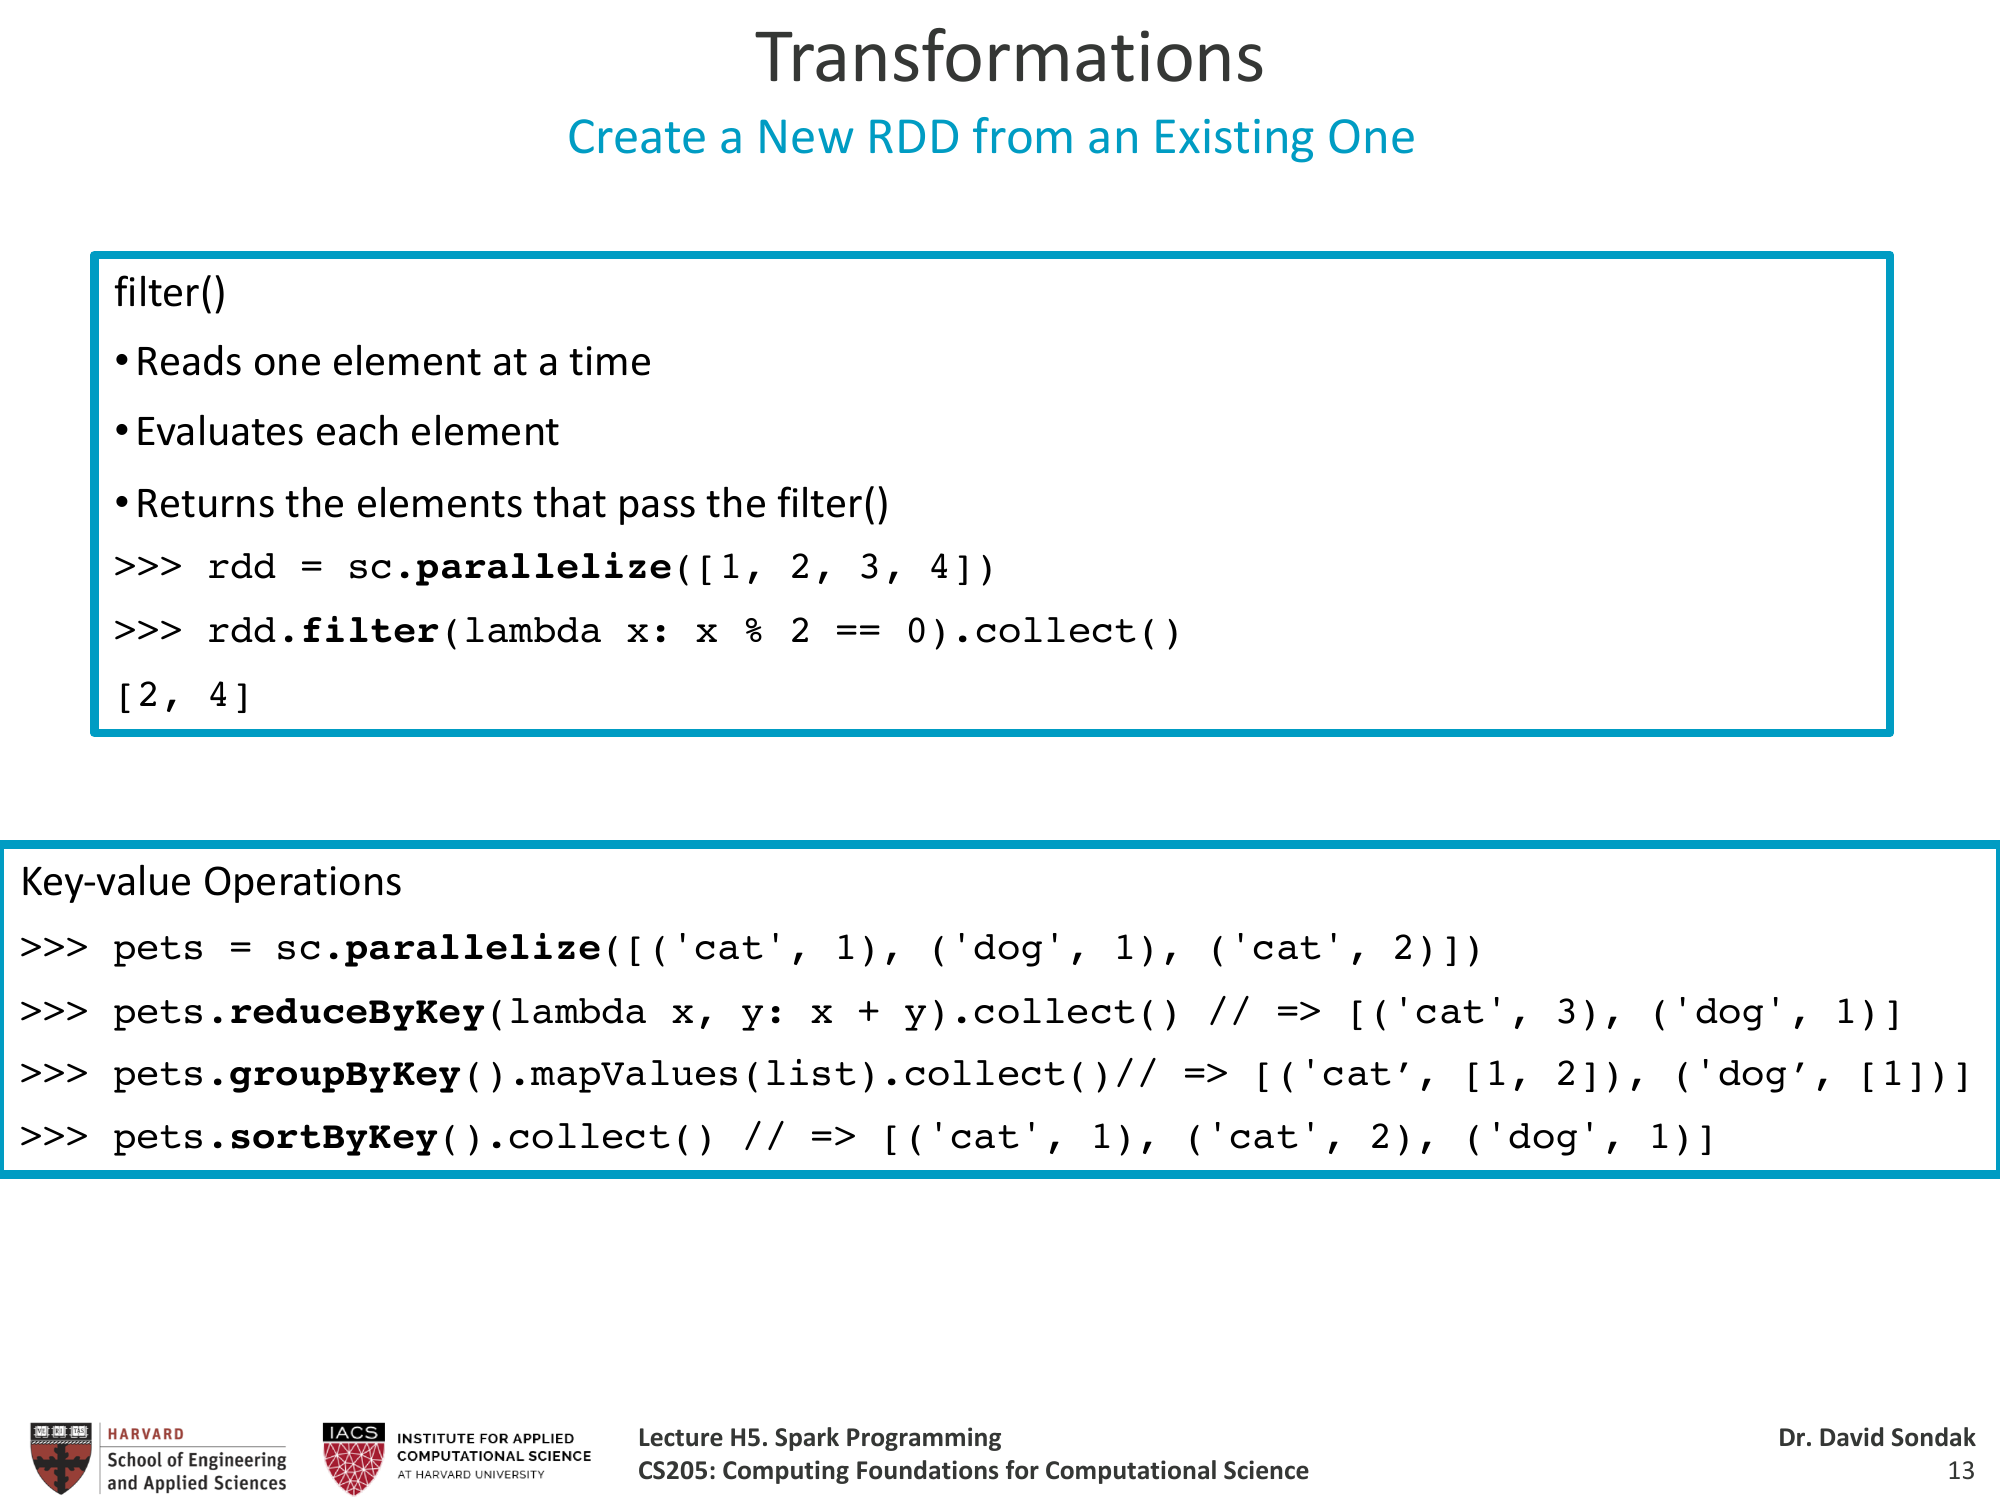 Transformations
Create a New RDD from an Existing One
filter()
•Reads one element at a time
•Evaluates each element
•Returns the elements that pass the filter()
>>> rdd = sc.parallelize([1, 2, 3, 4])
>>> rdd.filter(lambda x: x % 2 == 0).collect()
[2, 4]
Key-value Operations
>>> pets = sc.parallelize([('cat', 1), ('dog', 1), ('cat', 2)])
>>> pets.reduceByKey(lambda x, y: x + y).collect() // => [('cat', 3), ('dog', 1)]
>>> pets.groupByKey().mapValues(list).collect()// => [('cat’, [1, 2]), ('dog’, [1])]
>>> pets.sortByKey().collect() // => [('cat', 1), ('cat', 2), ('dog', 1)]
HARVARD
School of Engineering
and Applied Sciences
IACS
INSTITUTE FOR APPLIED
COMPUTATIONAL SCIENCE
AT HARVARD UNIVERSITY
Lecture H5. Spark Programming
CS205: Computing Foundations for Computational Science
Dr. David Sondak
13